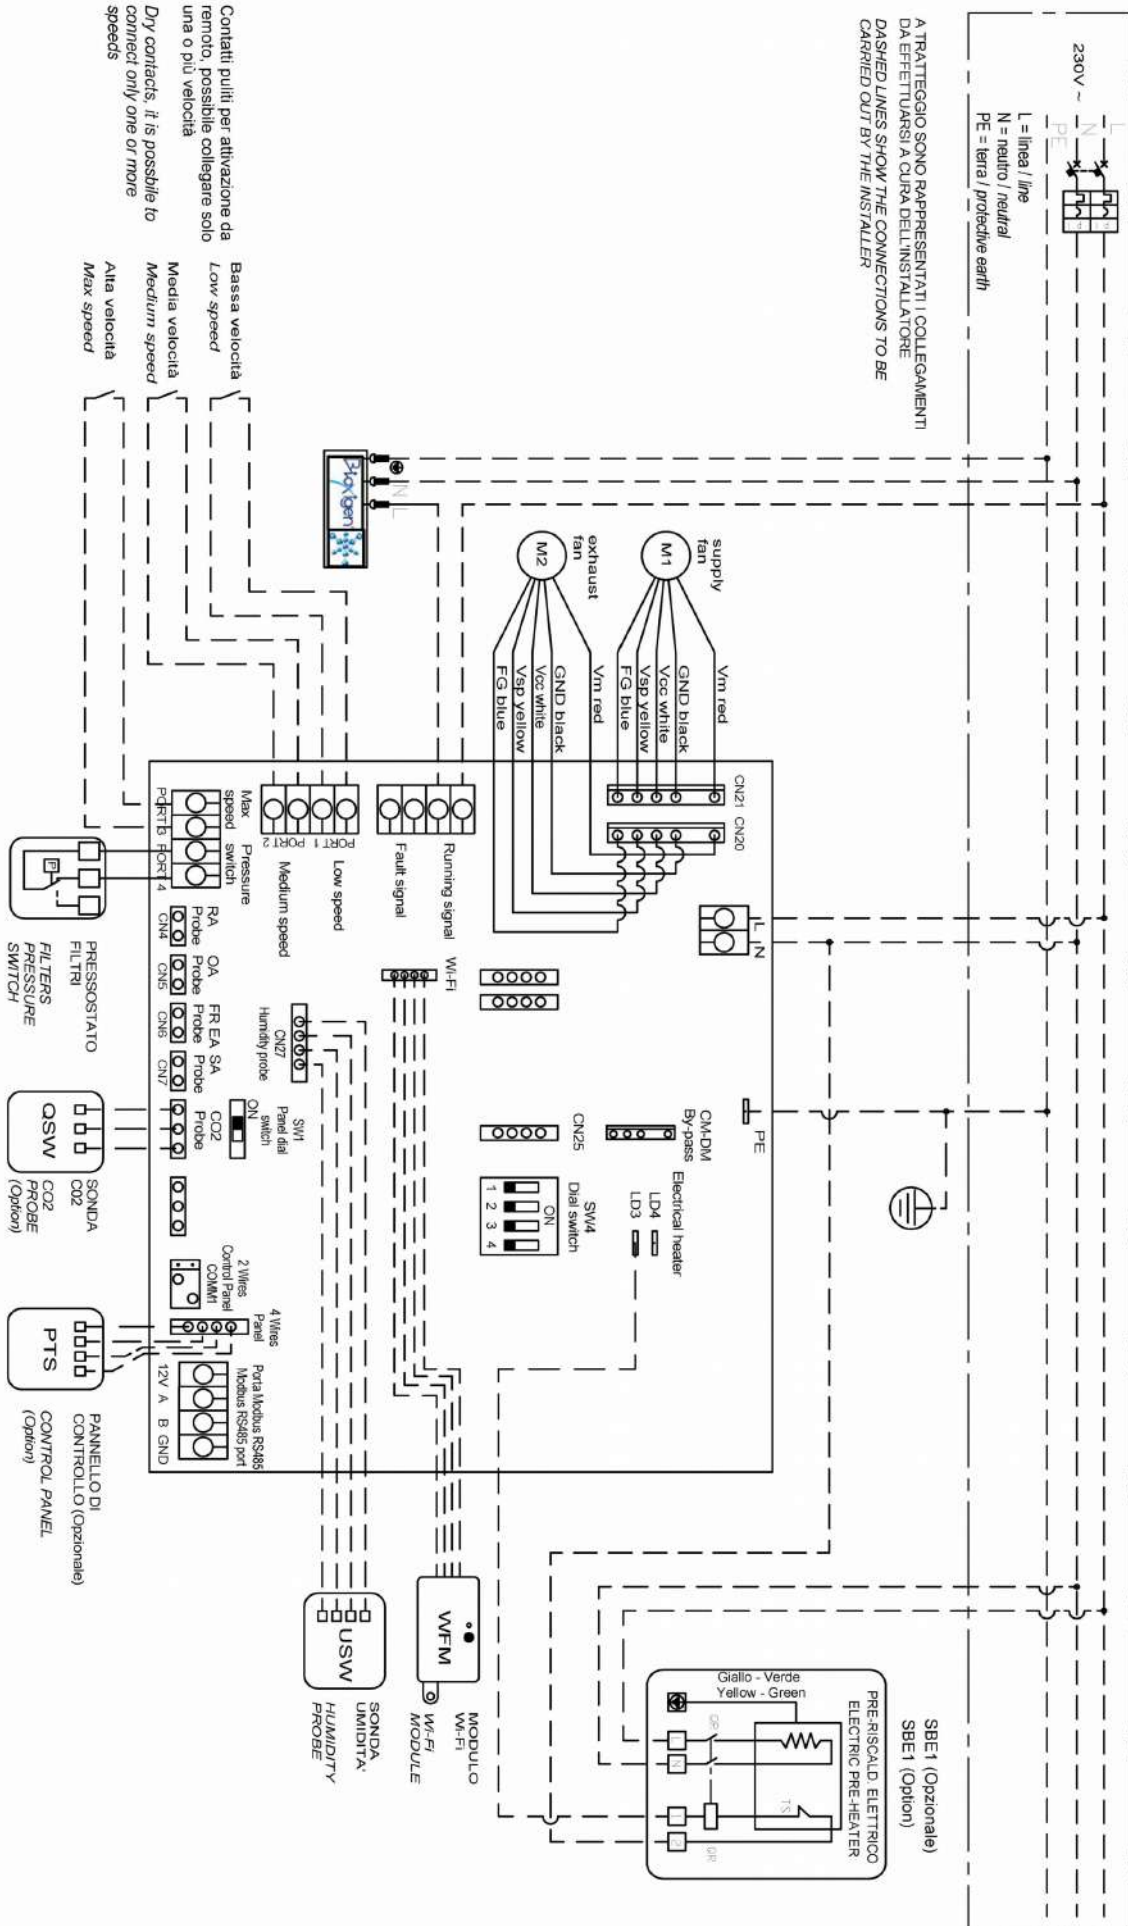 230V ~
L
N
PE
L = linea / line
N = neutro / neutral
PE = terra / protective earth
A TRATTEGGIO SONO RAPPRESENTATI I COLLEGAMENTI
DA EFFETTUARSI A CURA DELL'INSTALLATORE
DASHED LINES SHOW THE CONNECTIONS TO BE
CARRIED OUT BY THE INSTALLER
Contatti puliti per attivazione da
remoto, possibile collegare solo
una o più velocità
Dry contacts, it is possbile to
connect only one or more
speeds
Bassa velocità
Low speed
Media velocità
Medium speed
Alta velocità
Max speed
Bioxigen
N
L
supply
fan
M1
exhaust
fan
M2
Vm red
GND black
Vcc white
Vsp yellow
FG blue
Vm red
GND black
Vcc white
Vsp yellow
FG blue
CN21
CN20
L
N
PE
Running signal
Fault signal
PORT 1
PORT 2
Low speed
Medium speed
Max
speed
Pressure
switch
PORT 3
PORT 4
RA
Probe
CN4
OA
Probe
CN5
FR EA
Probe
CN6
SA
Probe
CN7
CO2
Probe
Wi-Fi
CN27
Humidity probe
SW1
Panel dial
switch
ON
CN25
CM-DM
By-pass
Electrical heater
LD4
LD3
SW4
Dial switch
ON
1
2
3
4
2 Wires
Control Panel
COMM1
4 Wires
Panel
Porta Modbus RS485
Modbus RS485 port
12V
A
B
GND
P
PRESSOSTATO
FILTRI
FILTERS
PRESSURE
SWITCH
QSW
SONDA
C02
CO2
PROBE
(Option)
PTS
PANNELLO DI
CONTROLLO (Opzionale)
CONTROL PANEL
(Option)
USW
SONDA
UMIDITA'
HUMIDITY
PROBE
WFM
MODULO
Wi-Fi
Wi-Fi
MODULE
SBE1 (Opzionale)
SBE1 (Option)
PRE-RISCALD. ELETTRICO
ELECTRIC PRE-HEATER
Giallo - Verde
Yellow - Green
QR
L
N
TS
1
2
QR